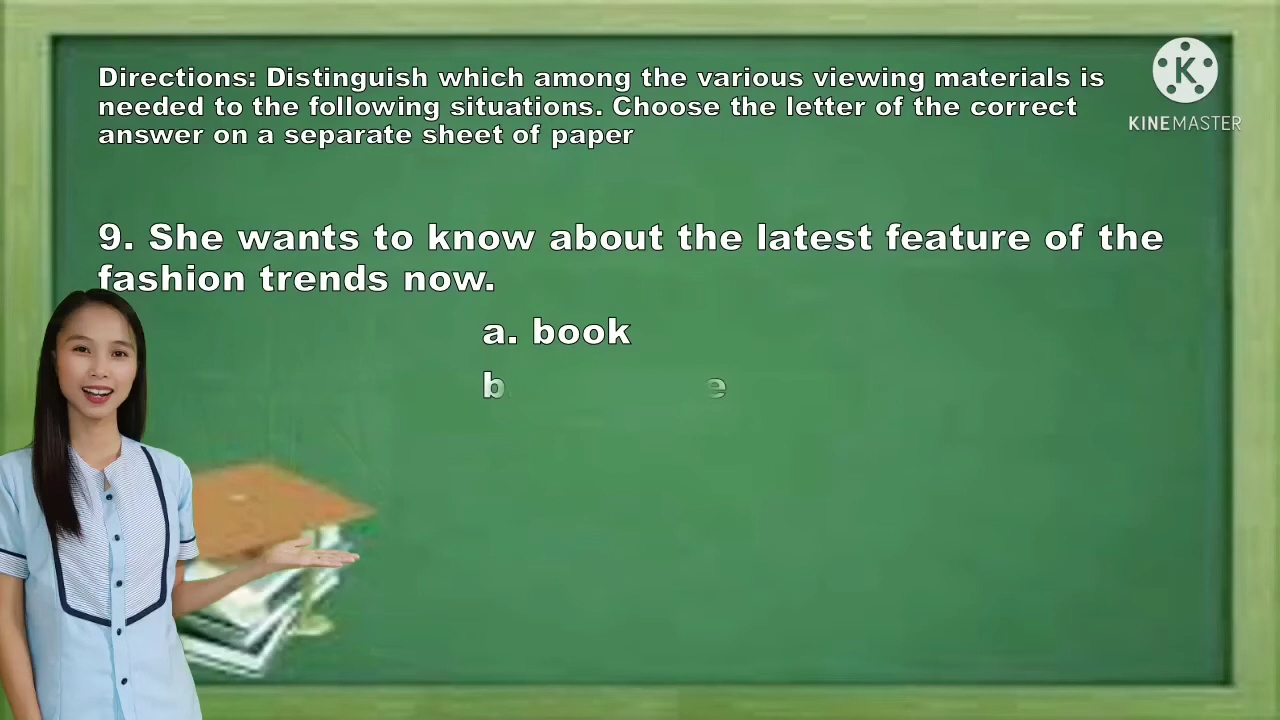 Directions: Distinguish which among the various viewing materials is
needed to the following situations. Choose the letter of the correct
answer on a separate sheet of paper
K
KINEMASTER
9. She wants to know about the latest feature of the
fashion trends now.
a. book
b